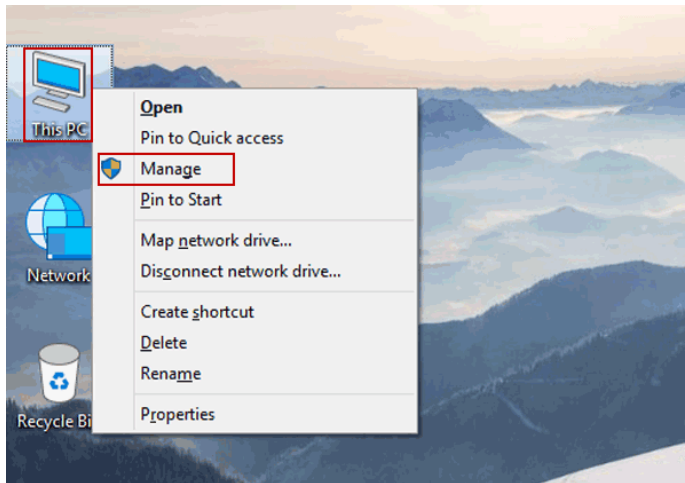 This PC
Open
Pin to Quick access
Manage
Pin to Start
Map network drive...
Disconnect network drive...
Create shortcut
Delete
Rename
Properties
Network
Recycle Bi